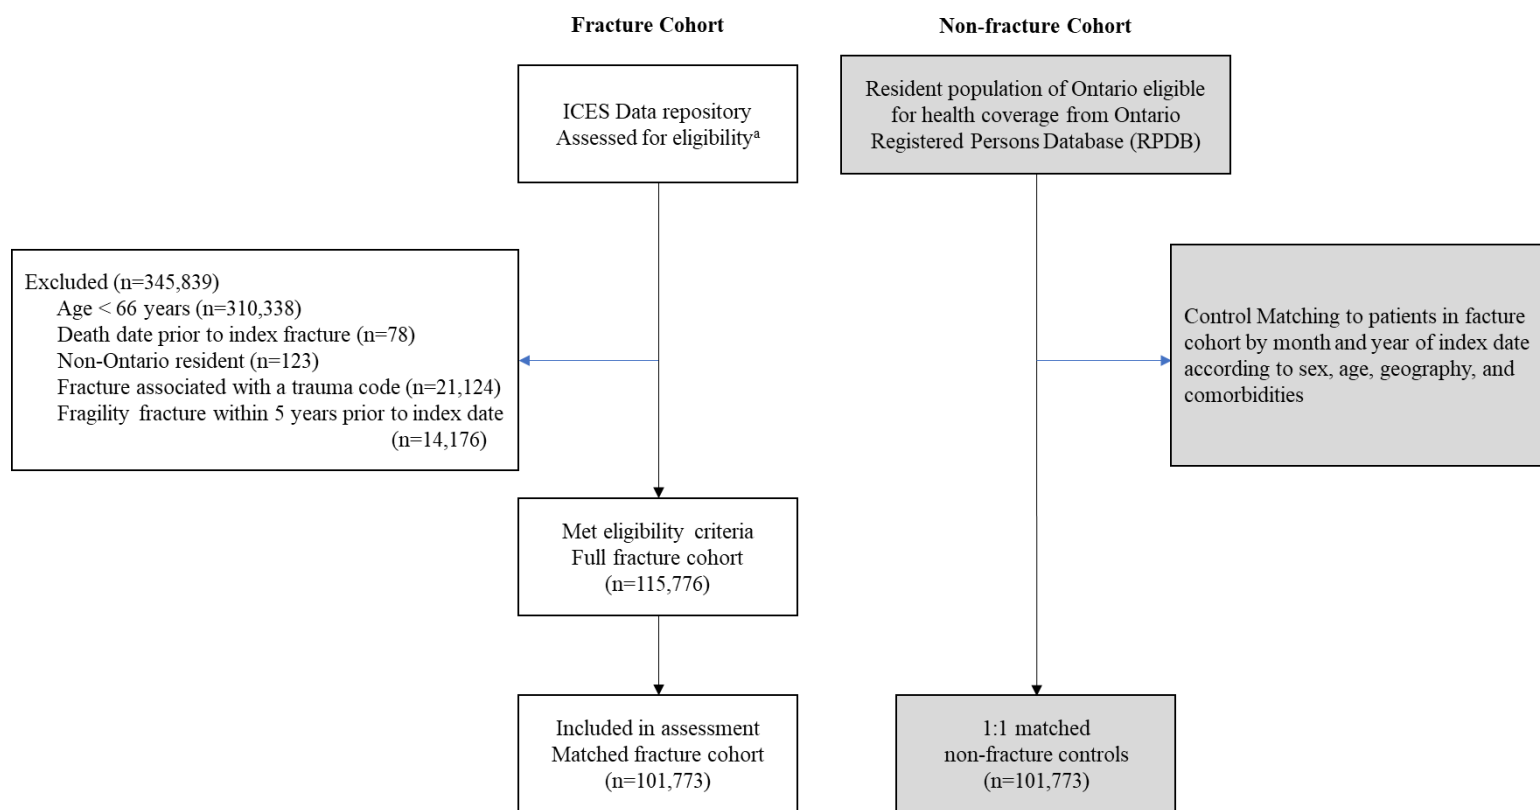 Fracture Cohort
Non-fracture Cohort
ICES Data repository
Assessed for eligibilityᵃ
Resident population of Ontario eligible
for health coverage from Ontario
Registered Persons Database (RPDB)
Excluded (n=345,839)
Age < 66 years (n=310,338)
Death date prior to index fracture (n=78)
Non-Ontario resident (n=123)
Fracture associated with a trauma code (n=21,124)
Fragility fracture within 5 years prior to index date
(n=14,176)
Control Matching to patients in facture
cohort by month and year of index date
according to sex, age, geography, and
comorbidities
Met eligibility criteria
Full fracture cohort
(n=115,776)
Included in assessment
Matched fracture cohort
(n=101,773)
1:1 matched
non-fracture controls
(n=101,773)